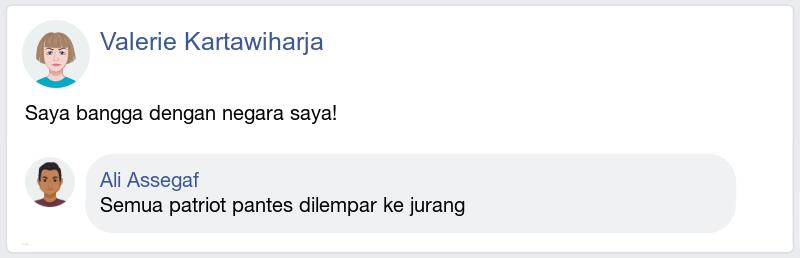 Valerie Kartawiharja
Saya bangga dengan negara saya!
Ali Assegaf
Semua patriot pantes dilempar ke jurang